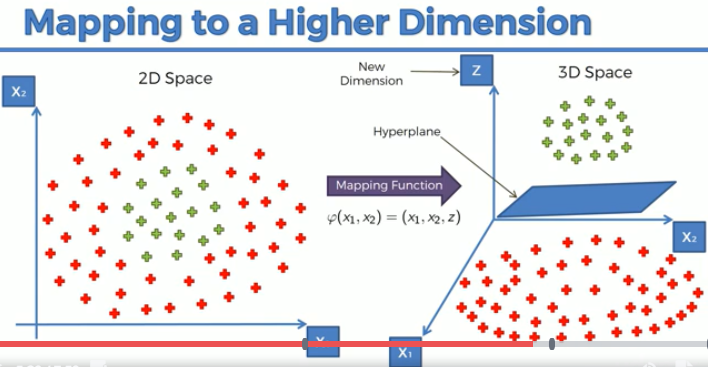 Mapping to a Higher Dimension
2D Space
X₂
New
Dimension
Z
3D Space
Hyperplane
Mapping Function
φ(x₁, x₂) = (x₁, x₂, z)
X₂
X₁